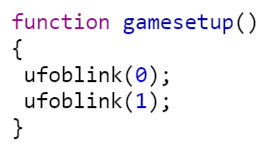 function gamesetup()
{
 ufoblink(0);
 ufoblink(1);
}